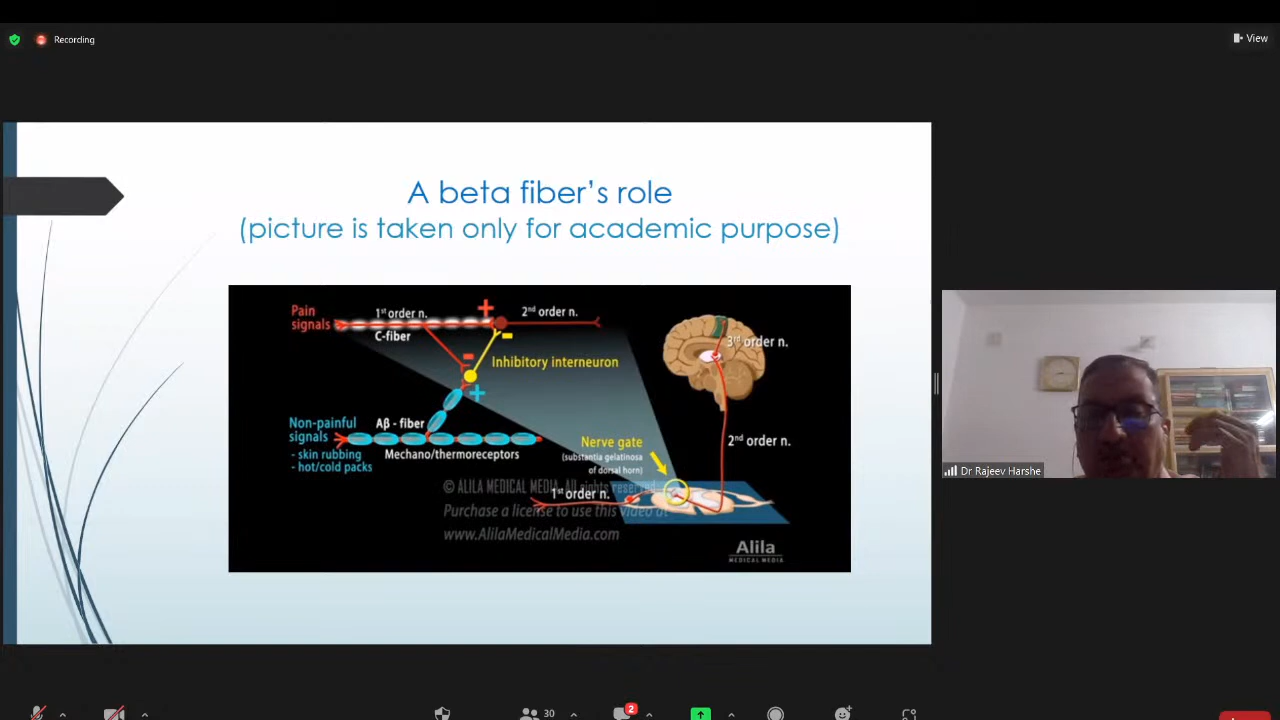 Recording
View
A beta fiber's role
(picture is taken only for academic purpose)
Pain
signals
1st order n.
C-fiber
+
2nd order n.
-
-
Inhibitory interneuron
+
3rd order n.
Non-painful
signals
- skin rubbing
- hot/cold packs
Aβ - fiber
Mechano/thermoreceptors
Nerve gate
(substantia gelatinosa
of dorsal horn)
2nd order n.
1st order n.
© ALILA MEDICAL MEDIA. All rights reserved.
Purchase a license to use this video at
www.AlilaMedicalMedia.com
Alila
MEDICAL MEDIA
Dr Rajeev Harshe
30
2